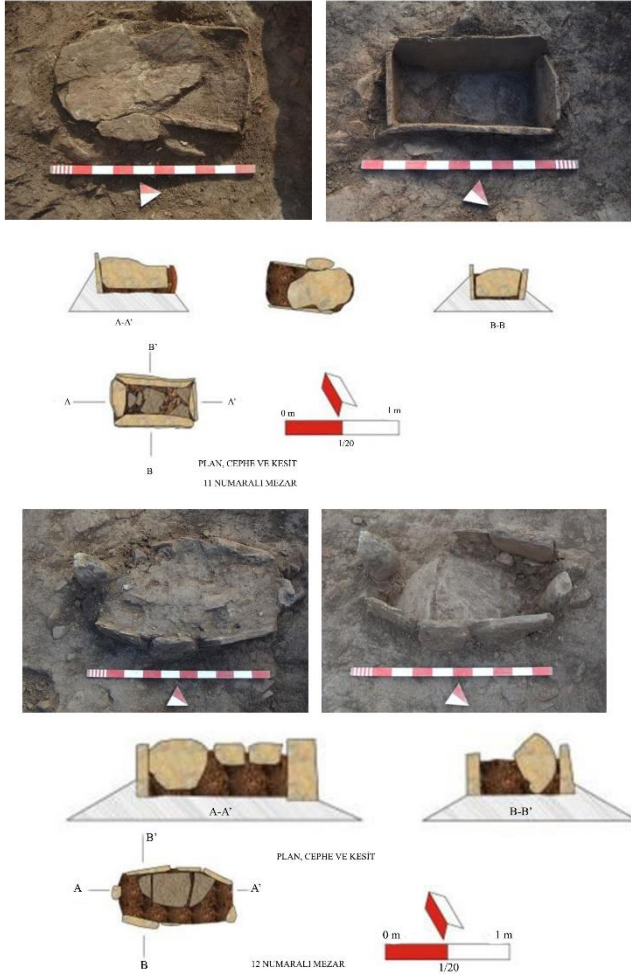 A-A'
B-B
B'
A
A'
B
0 m
1 m
1/20
PLAN, CEPHE VE KESİT
11 NUMARALI MEZAR
A-A'
B-B'
B'
PLAN, CEPHE VE KESİT
A
A'
B
0 m
1 m
1/20
12 NUMARALI MEZAR